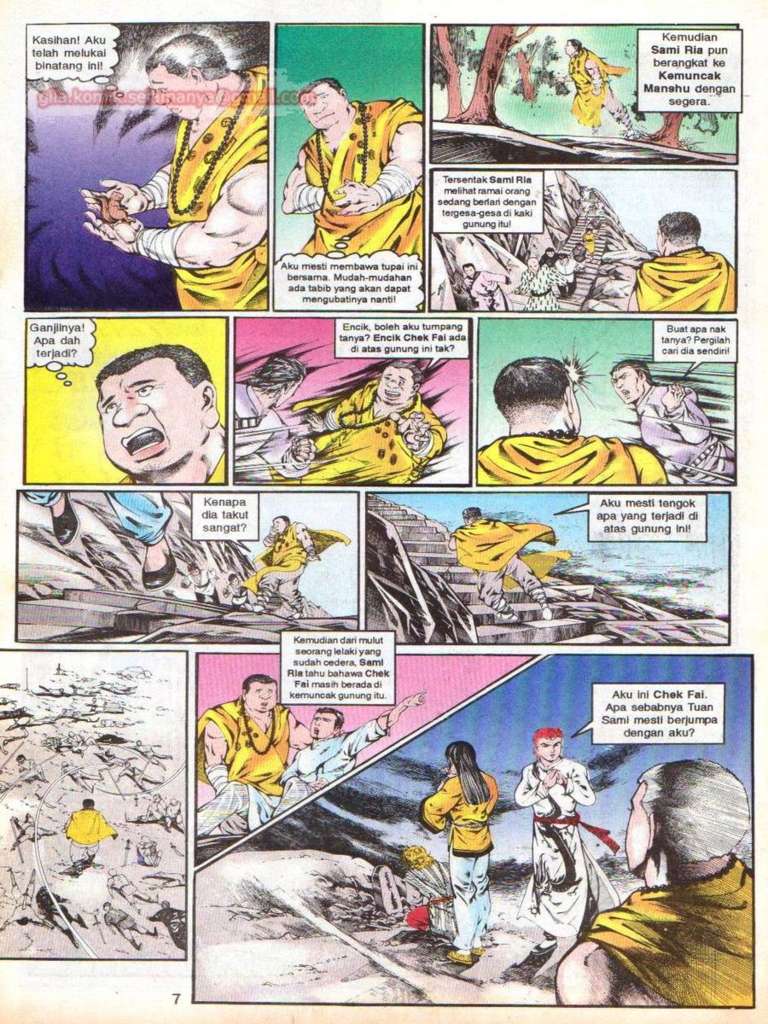 Kasihan! Aku
telah melukai
binatang ini!
Aku mesti membawa tupai ini
bersama. Mudah-mudahan
ada tabib yang akan dapat
mengubatinya nanti!
Kemudian
Sami Ria pun
berangkat ke
Kemuncak
Manshu dengan
segera.
Tersentak Sami Ria
melihat ramai orang
sedang berlari dengan
tergesa-gesa di kaki
gunung itu!
Ganjilnya!
Apa dah
terjadi?
Encik, boleh aku tumpang
tanya? Encik Chek Fai ada
di atas gunung ini tak?
Buat apa nak
tanya? Pergilah
cari dia sendiri!
Kenapa
dia takut
sangat?
Aku mesti tengok
apa yang terjadi di
atas gunung ini!
Kemudian dari mulut
seorang lelaki yang
sudah cedera, Sami
Ria tahu bahawa Chek
Fai masih berada di
kemuncak gunung itu.
Aku ini Chek Fai.
Apa sebabnya Tuan
Sami mesti berjumpa
dengan aku?
7